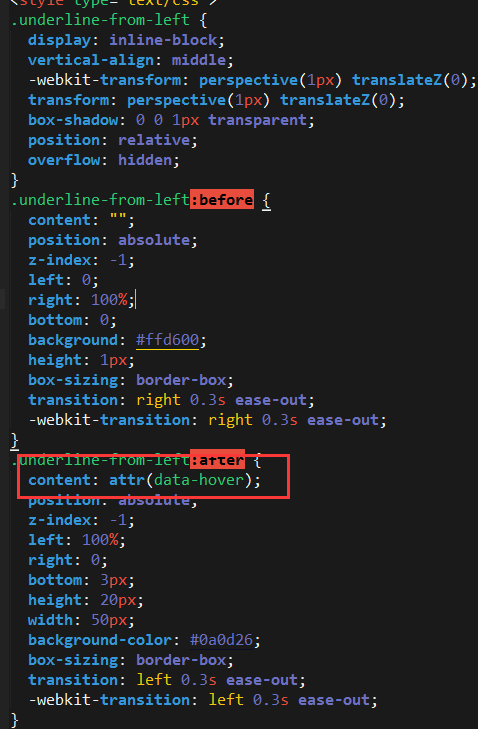 <style type="text/css">
.underline-from-left {
display: inline-block;
vertical-align: middle;
-webkit-transform: perspective(1px) translateZ(0);
transform: perspective(1px) translateZ(0);
box-shadow: 0 0 1px transparent;
position: relative;
overflow: hidden;
}
.underline-from-left:before {
content: "";
position: absolute;
z-index: -1;
left: 0;
right: 100%;
bottom: 0;
background: #ffd600;
height: 1px;
box-sizing: border-box;
transition: right 0.3s ease-out;
-webkit-transition: right 0.3s ease-out;
}
.underline-from-left:after {
content: attr(data-hover);
position: absolute;
z-index: -1;
left: 100%;
right: 0;
bottom: 3px;
height: 20px;
width: 50px;
background-color: #0a0d26;
box-sizing: border-box;
transition: left 0.3s ease-out;
-webkit-transition: left 0.3s ease-out;
}